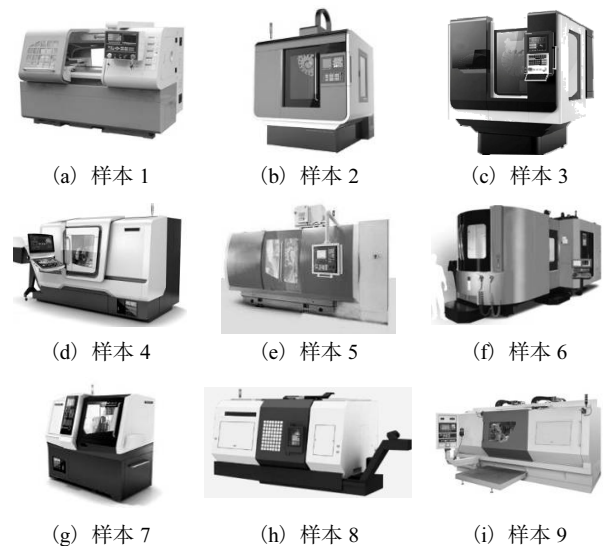 (a) 样本 1
(b) 样本 2
(c) 样本 3
(d) 样本 4
(e) 样本 5
(f) 样本 6
(g) 样本 7
(h) 样本 8
(i) 样本 9